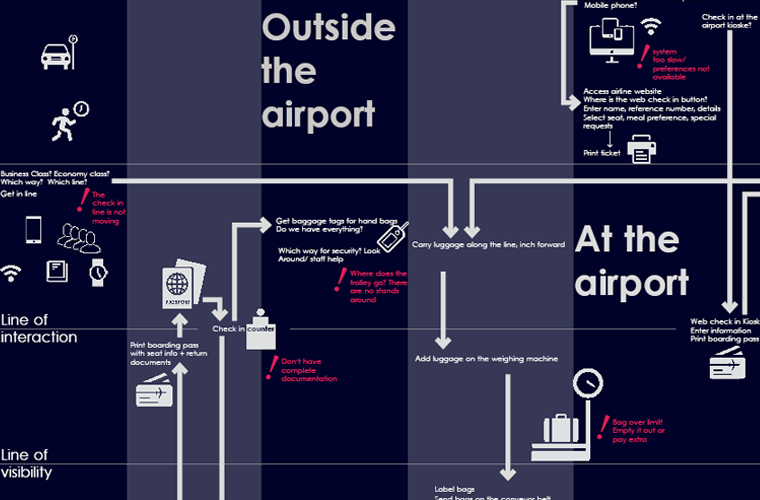 Mobile phone?
Check in at the
airport kiosk?
Outside
the
airport
system
too slow/
preferences not
available
Access airline website
Where is the web check in button?
Enter name, reference number, details
Select seat, meal preference, special
requests
Print ticket
Business Class? Economy class?
Which way? Which line?
Get in line
The
check in
line is not
moving
Get baggage tags for hand bags
Do we have everything?
Which way for security? Look
Around/ staff help
Where does the
trolley go? There
are no stands
around
Carry luggage along the line, inch forward
At the
airport
PASSPORT
Line of
interaction
Check in counter
Web check in Kiosk
Enter information
Print boarding pass
Print boarding pass
with seat info + return
documents
Don't have
complete
documentation
Add luggage on the weighing machine
Bag over limit!
Empty it out or
pay extra
Line of
visibility
Label bags
Send bags on the conveyor belt